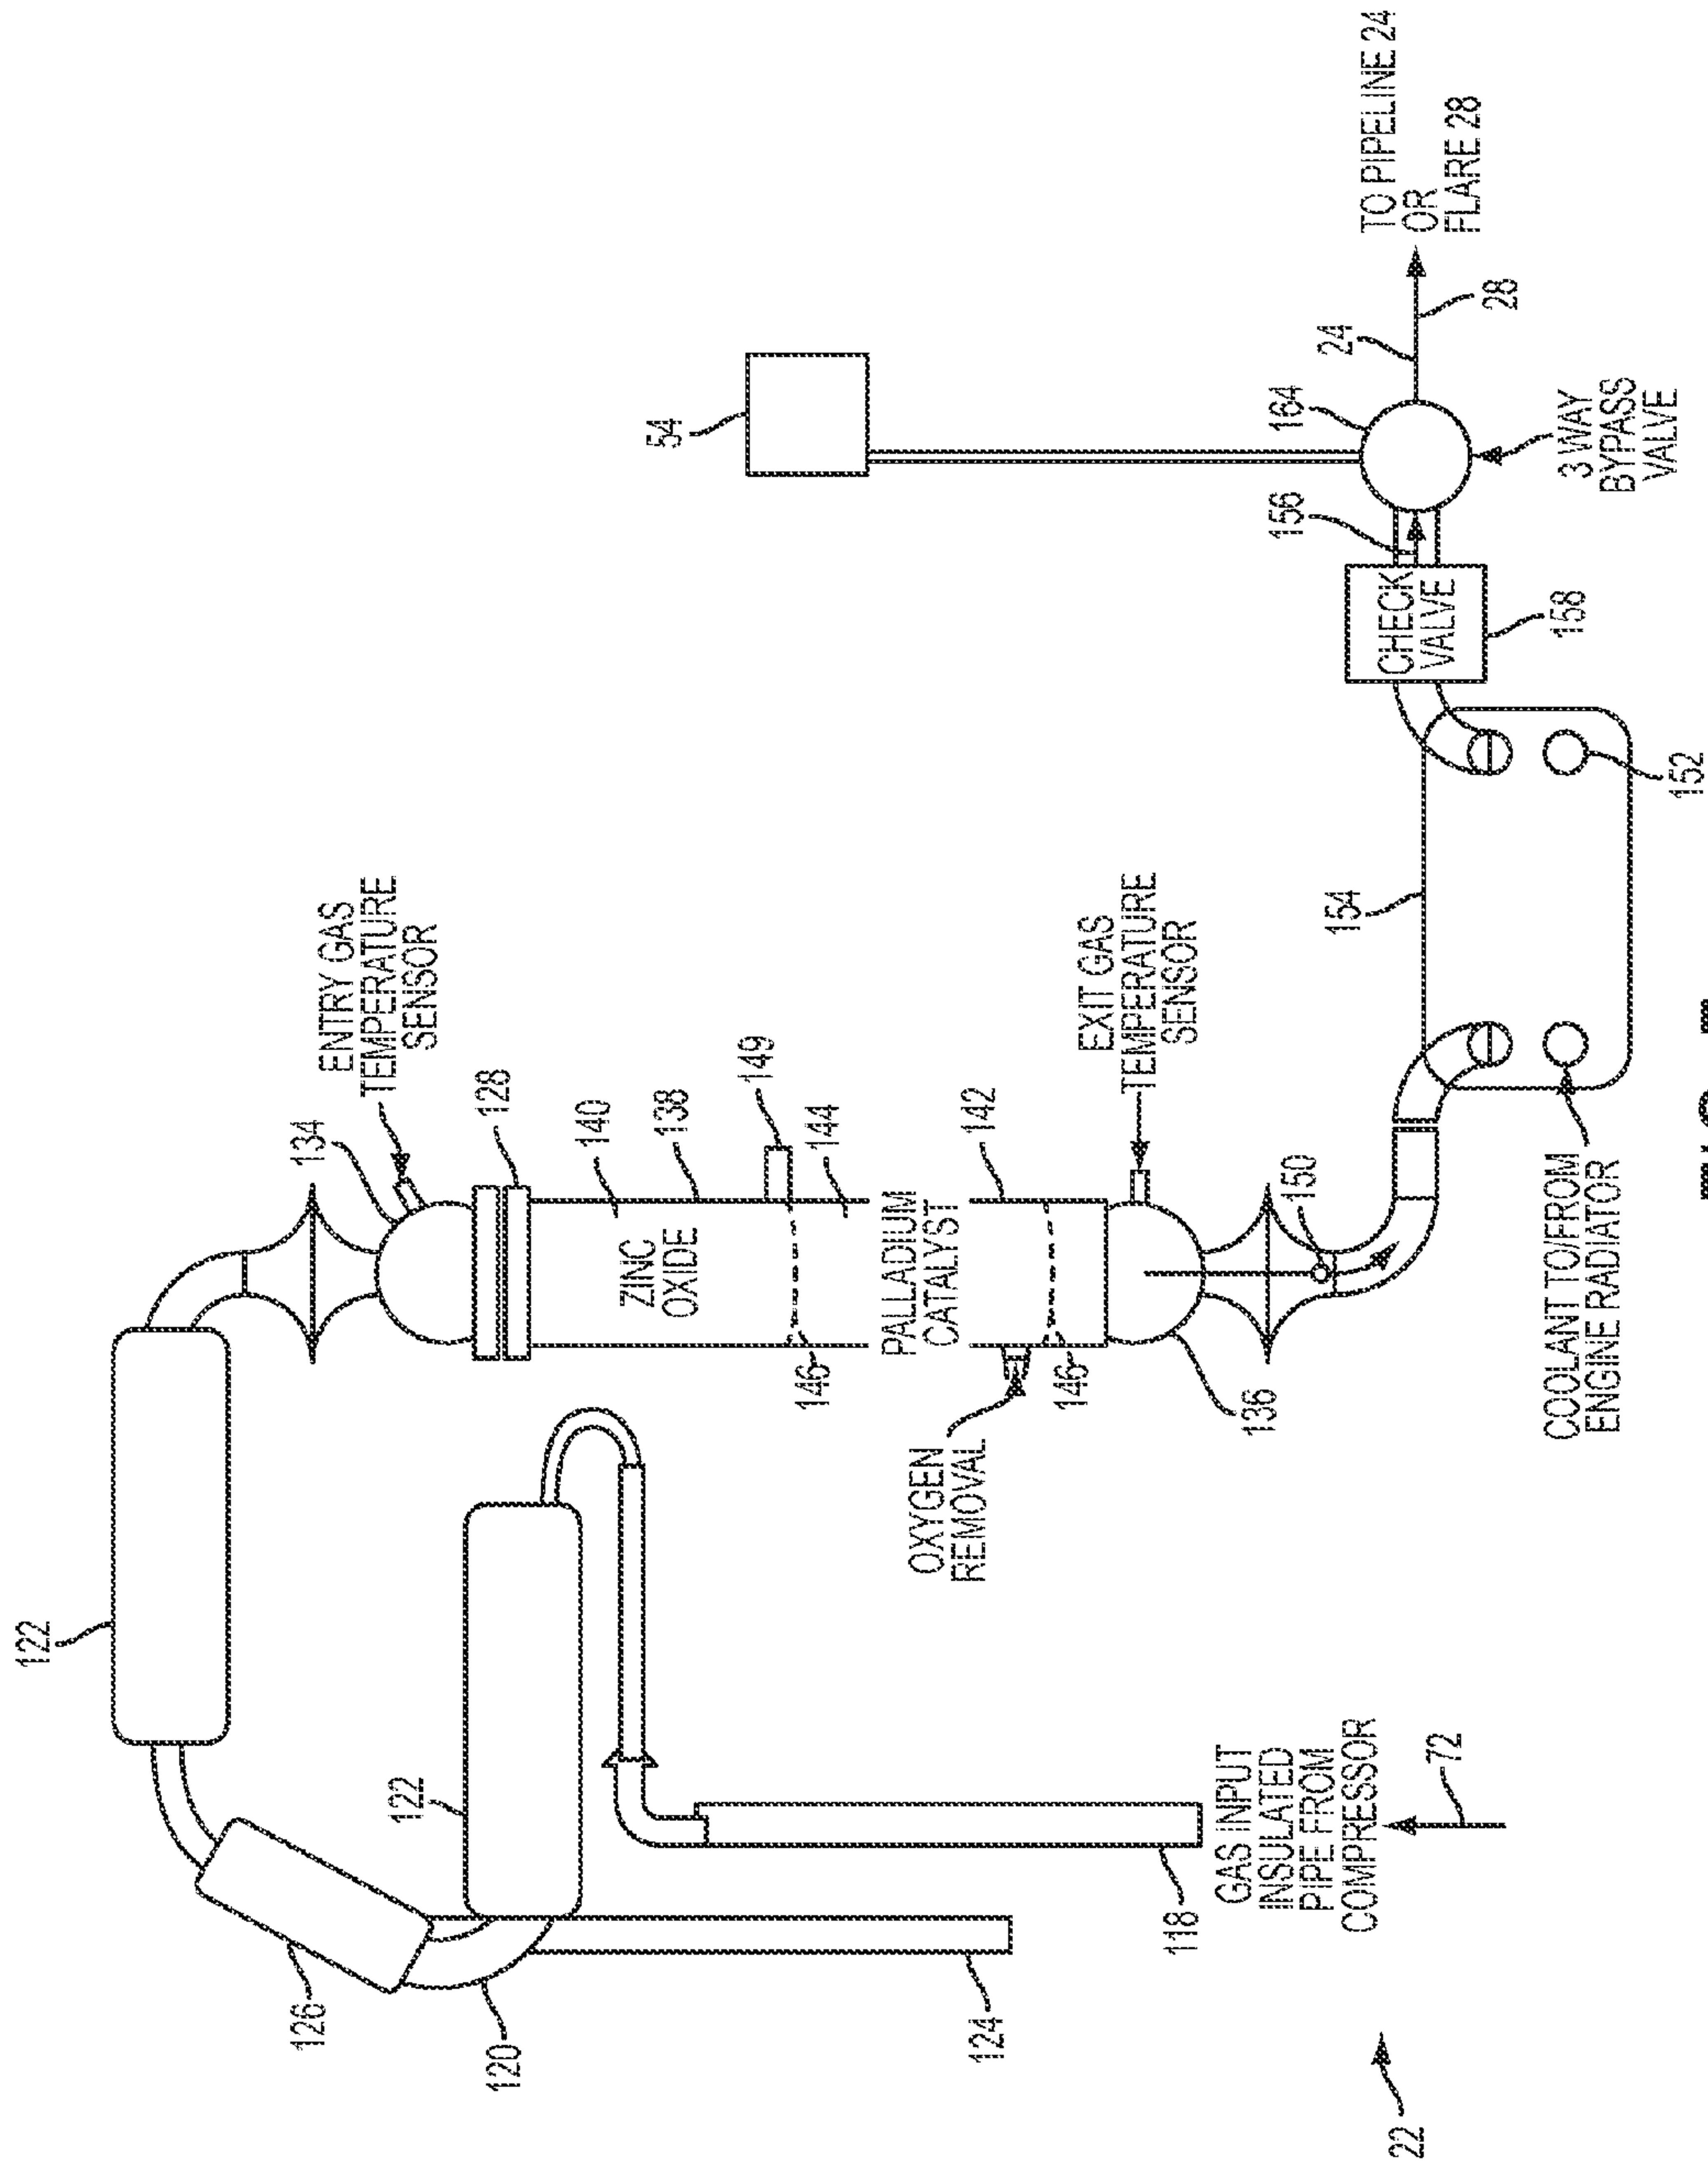 122
126
134
ENTRY GAS
TEMPERATURE
SENSOR
122
120
128
140
ZINC
OXIDE
138
149
54
146
144
PALLADIUM
CATALYST
OXYGEN
REMOVAL
124
142
146
EXIT GAS
TEMPERATURE
SENSOR
118
GAS INPUT
INSULATED
PIPE FROM
COMPRESSOR
136
150
156
164
24
TO PIPELINE 24
OR
FLARE 28
154
CHECK
VALVE
22
72
28
COOLANT TO/FROM
ENGINE RADIATOR
158
3 WAY
BYPASS
VALVE
152